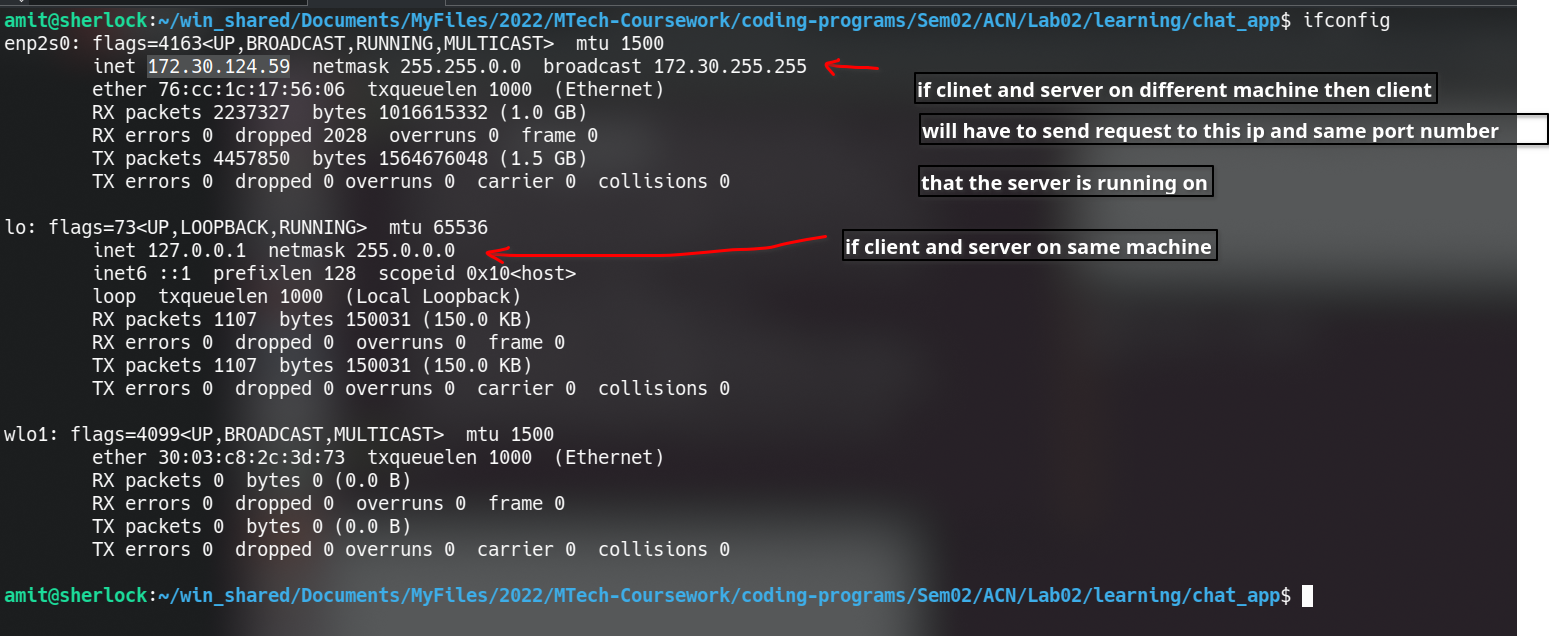 amit@sherlock:~/win_shared/Documents/MyFiles/2022/MTech-Coursework/coding-programs/Sem02/ACN/Lab02/learning/chat_app$ ifconfig
enp2s0: flags=4163<UP,BROADCAST,RUNNING,MULTICAST>  mtu 1500
inet 172.30.124.59  netmask 255.255.0.0  broadcast 172.30.255.255
ether 76:cc:1c:17:56:06  txqueuelen 1000  (Ethernet)
if clinet and server on different machine then client
RX packets 2237327  bytes 1016615332 (1.0 GB)
RX errors 0  dropped 2028  overruns 0  frame 0
will have to send request to this ip and same port number
TX packets 4457850  bytes 1564676048 (1.5 GB)
TX errors 0  dropped 0 overruns 0  carrier 0  collisions 0
that the server is running on
lo: flags=73<UP,LOOPBACK,RUNNING>  mtu 65536
inet 127.0.0.1  netmask 255.0.0.0
if client and server on same machine
inet6 ::1  prefixlen 128  scopeid 0x10<host>
loop  txqueuelen 1000  (Local Loopback)
RX packets 1107  bytes 150031 (150.0 KB)
RX errors 0  dropped 0  overruns 0  frame 0
TX packets 1107  bytes 150031 (150.0 KB)
TX errors 0  dropped 0 overruns 0  carrier 0  collisions 0
wlo1: flags=4099<UP,BROADCAST,MULTICAST>  mtu 1500
ether 30:03:c8:2c:3d:73  txqueuelen 1000  (Ethernet)
RX packets 0  bytes 0 (0.0 B)
RX errors 0  dropped 0  overruns 0  frame 0
TX packets 0  bytes 0 (0.0 B)
TX errors 0  dropped 0 overruns 0  carrier 0  collisions 0
amit@sherlock:~/win_shared/Documents/MyFiles/2022/MTech-Coursework/coding-programs/Sem02/ACN/Lab02/learning/chat_app$